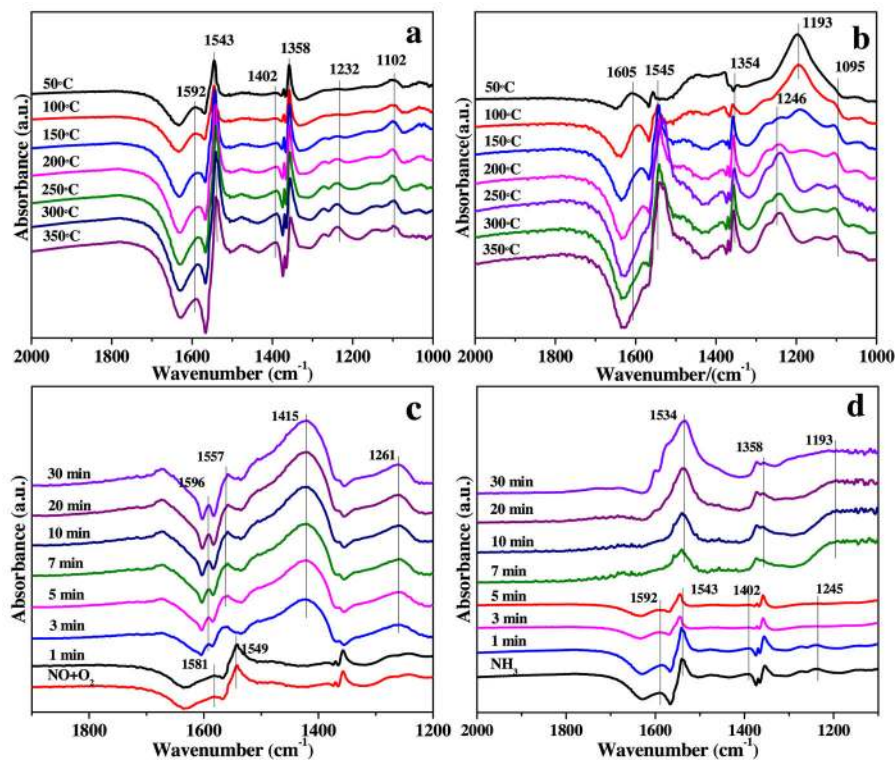 a
1543
1358
1592
1402
1232
1102
50°C
100°C
150°C
200°C
250°C
300°C
350°C
Absorbance (a.u.)
2000 1800 1600 1400 1200 1000
Wavenumber (cm-1)
b
1193
1605
1545
1354
1095
1246
50°C
100°C
150°C
200°C
250°C
300°C
350°C
Absorbance(a.u.)
2000 1800 1600 1400 1200 1000
Wavenumber/(cm-1)
c
1415
1557
1261
1596
30 min
20 min
10 min
7 min
5 min
3 min
1 min
NO+O2
1581
1549
Absorbance (a.u.)
1800 1600 1400 1200
Wavenumber (cm-1)
d
1534
1358
1193
30 min
20 min
10 min
7 min
5 min
3 min
1 min
NH3
1592
1543
1402
1245
Absorbance (a.u.)
2000 1800 1600 1400 1200
Wavenumber (cm-1)